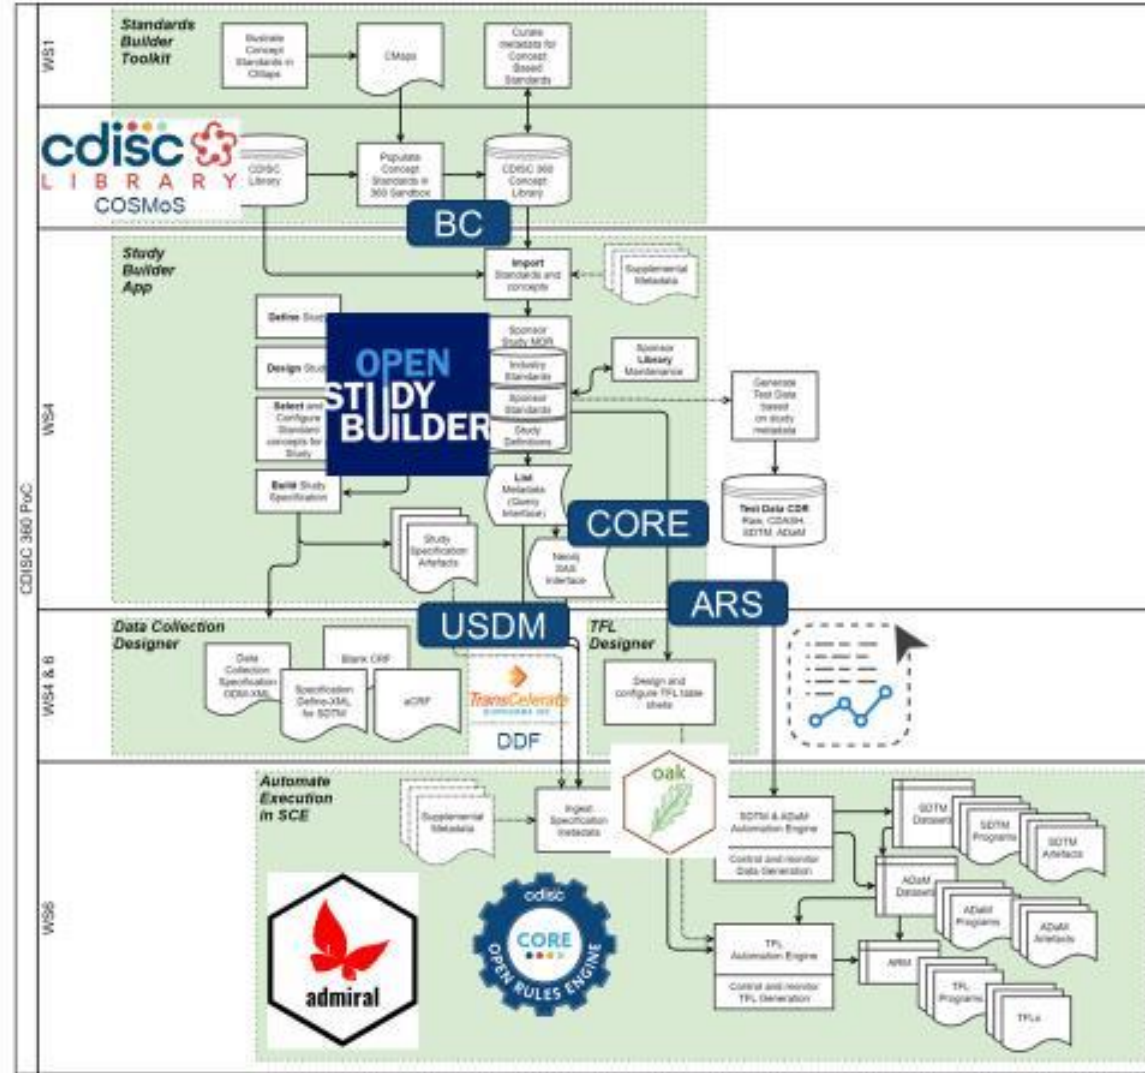 CDISC 360 PoC
WS1
Standards
Builder
Toolkit
Illustrate
Concept
Standards in
CMaps
CMaps
Curate
metadata for
Concept
Based
Standards
cdisc
LIBRARY
COSMoS
CDISC
Library
Populate
Concept
Standards in
360 Sandbox
CDISC 360
Concept
Library
BC
WS4
Study
Builder
App
Import
Standards and
concepts
Supplemental
Metadata
Define Study
Design Study
Select and
Configure
Standard
concepts for
Study
Build Study
Specification
OPEN
STUDY
BUILDER
Sponsor
Study MDR
Industry
Standards
Sponsor
Standards
Study
Definitions
Sponsor
Library
Maintenance
Generate
Test Data
based
on study
metadata
List
Metadata
(Query
Interface)
Test Data CDR
Raw, CDASH,
SDTM, ADaM
CORE
Study
Specification
Artefacts
Neo4j
SAS
Interface
ARS
USDM
WS4 & 6
Data Collection
Designer
Data
Collection
Specification
ODM-XML
Blank CRF
Specification
Define-XML
for SDTM
aCRF
TransCelerate
DDF
TFL
Designer
Design and
configure TFL table
shells
WS6
Automate
Execution
in SCE
Supplemental
Metadata
Ingest
Specification
metadata
oak
SDTM & ADaM
Automation Engine
Control and monitor
Data Generation
SDTM
Datasets
SDTM
Programs
SDTM
Artefacts
ADaM
Datasets
ADaM
Programs
ADaM
Artefacts
admiral
cdisc
CORE
OPEN RULES ENGINE
TFL
Automation Engine
Control and monitor
TFL Generation
ARM
TFL
Programs
TFLs